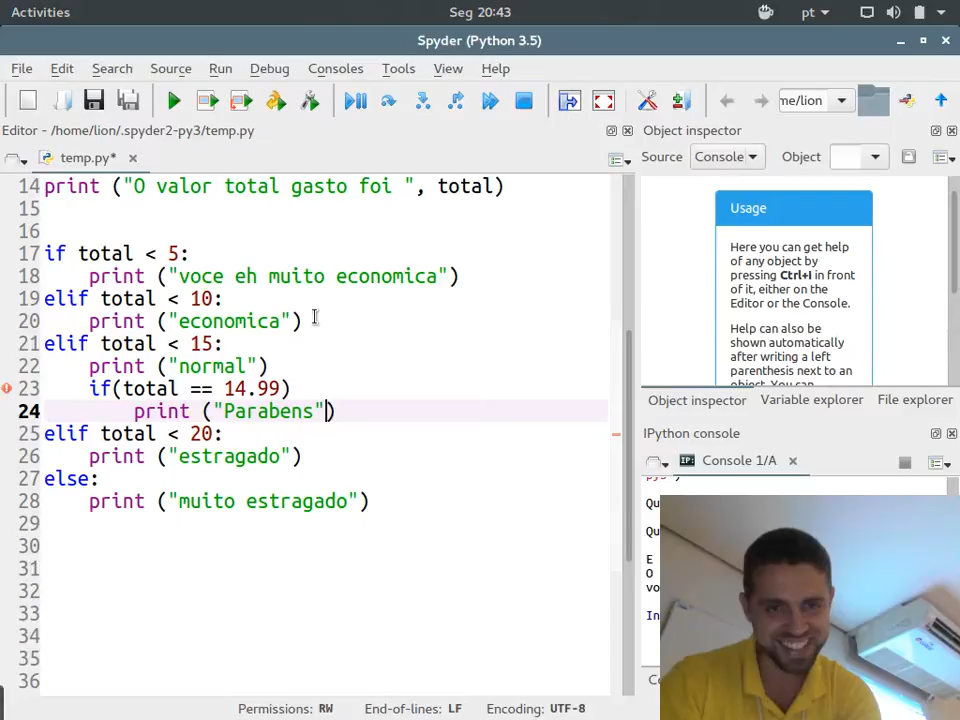 Activities
Seg 20:43
pt
Spyder (Python 3.5)
File Edit Search Source Run Debug Consoles Tools View Help
me/lion
Editor - /home/lion/.spyder2-py3/temp.py
Object inspector
temp.py*
Source Console Object
14 print ("O valor total gasto foi ", total)
15
16
17 if total < 5:
18 print ("voce eh muito economica")
19 elif total < 10:
20 print ("economica")
21 elif total < 15:
22 print ("normal")
23 if(total == 14.99)
24 print ("Parabens")
25 elif total < 20:
26 print ("estragado")
27 else:
28 print ("muito estragado")
29
30
31
32
33
34
35
36
Usage
Here you can get help
of any object by
pressing Ctrl+I in front
of it, either on the
Editor or the Console.
Help can also be
shown automatically
after writing a left
parenthesis next to an
object. You can
Object inspector Variable explorer File explorer
IPython console
IP: Console 1/A
Qu
Qu
E
O
vo
In
Permissions: RW End-of-lines: LF Encoding: UTF-8